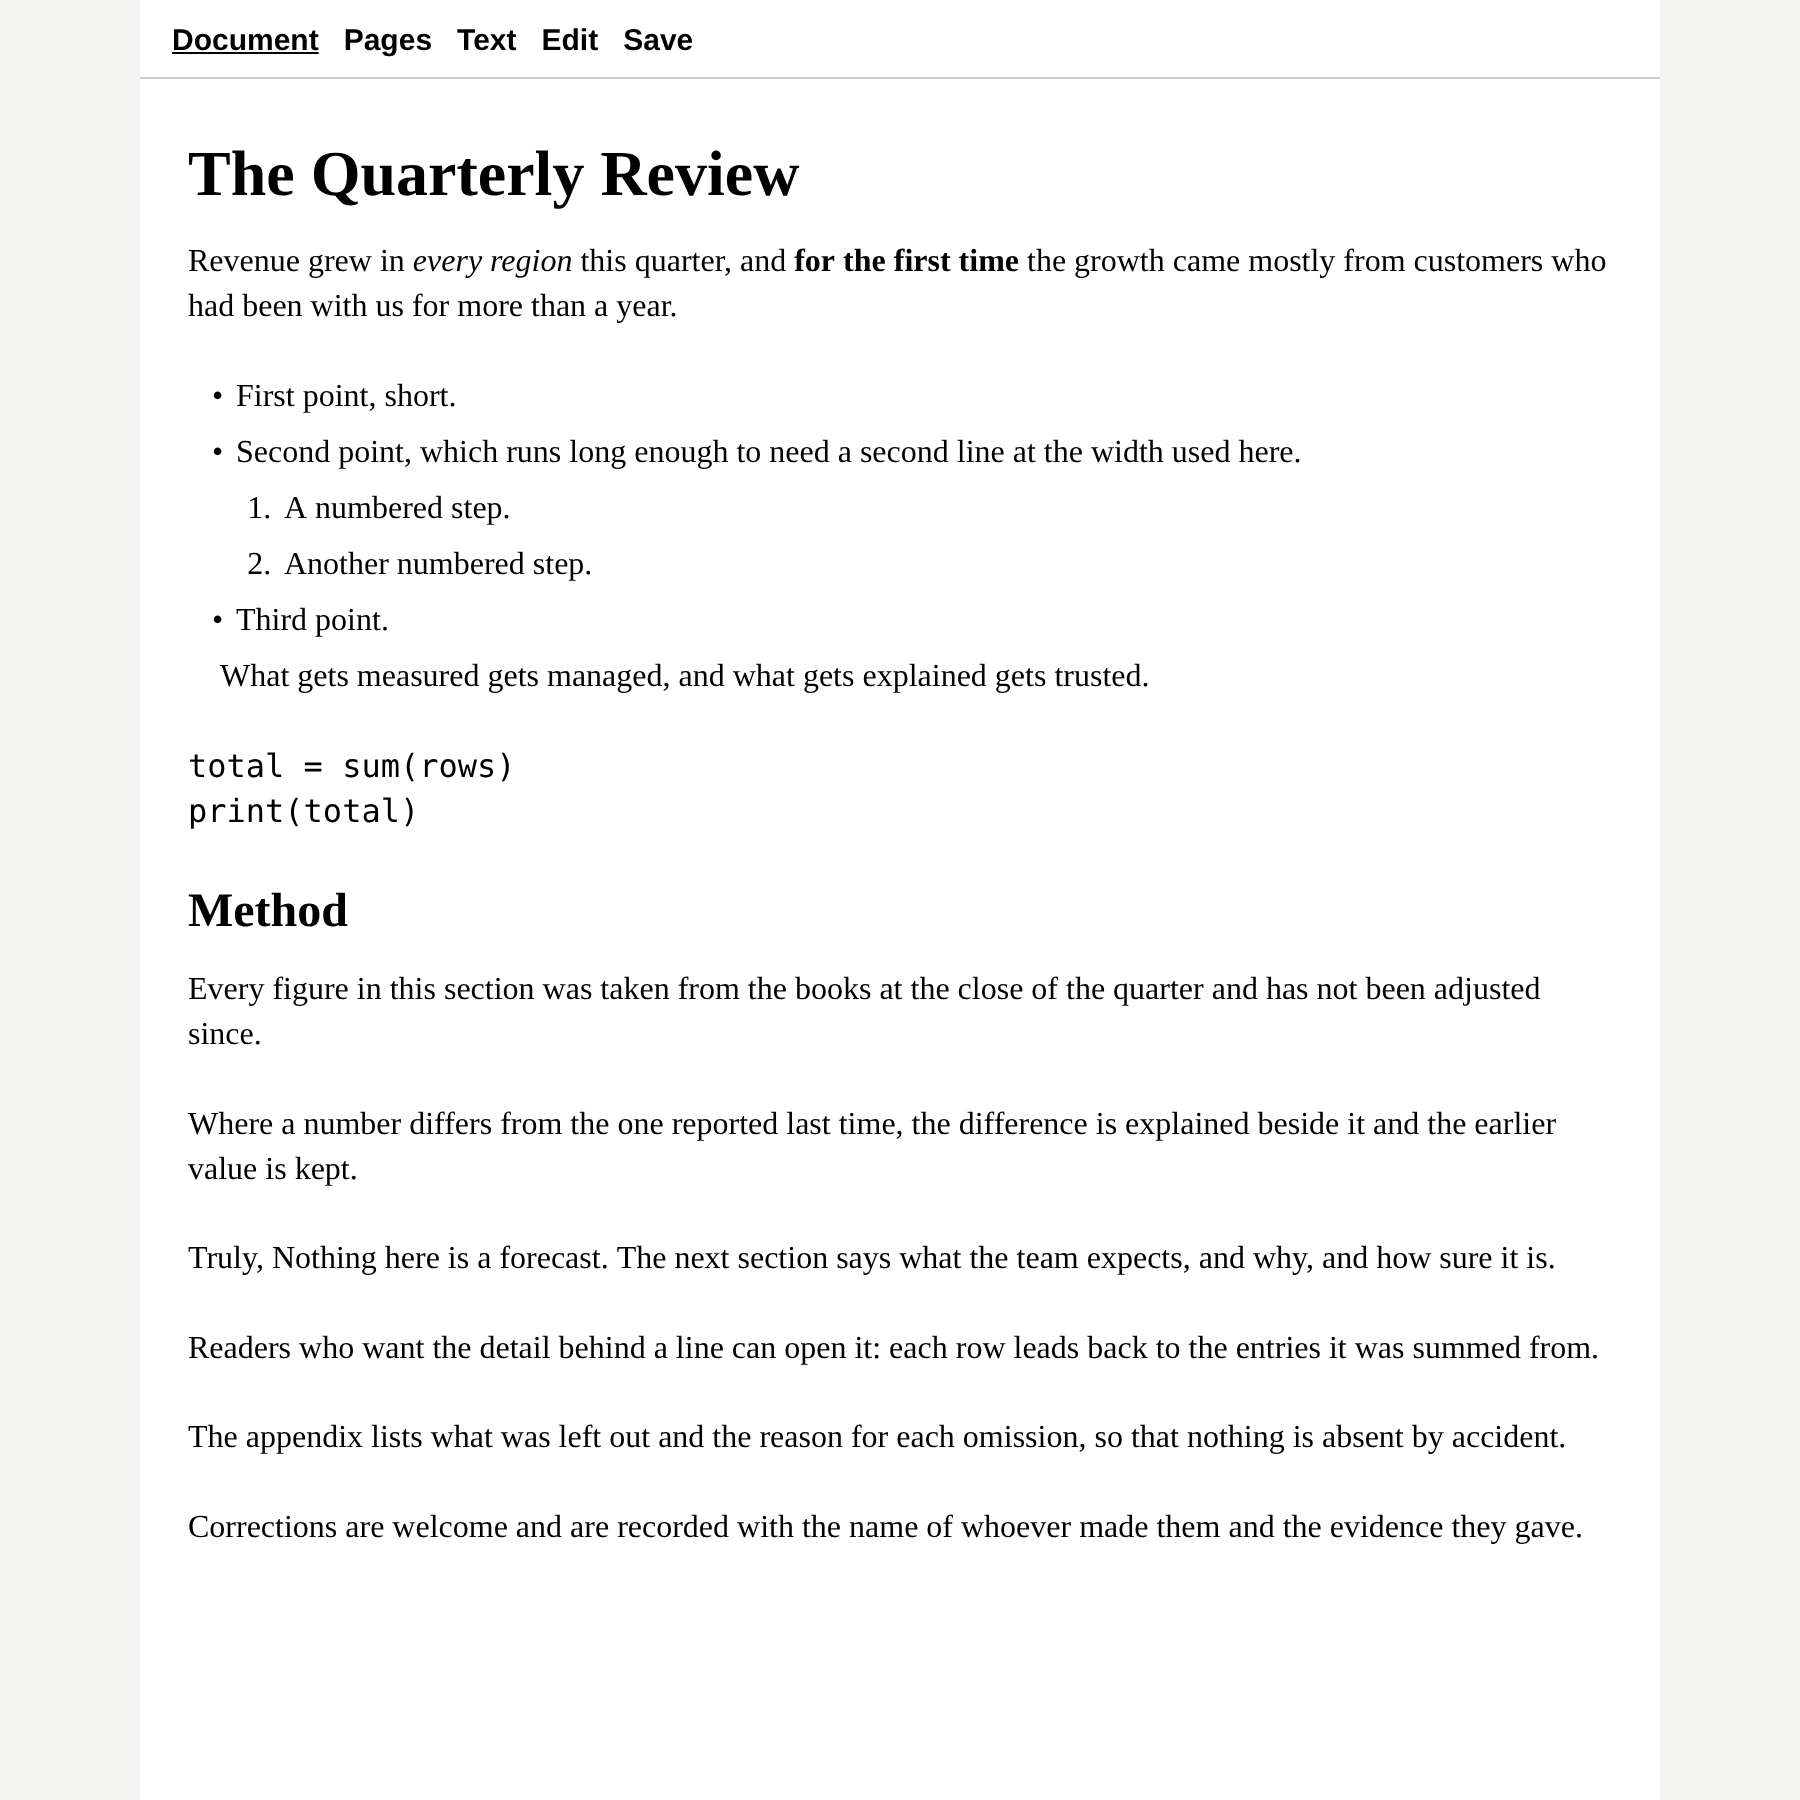 Document Pages Text Edit Save
The Quarterly Review
Revenue grew in every region this quarter, and for the first time the growth came mostly from customers who
had been with us for more than a year.
• First point, short.
• Second point, which runs long enough to need a second line at the width used here.
1. A numbered step.
2. Another numbered step.
• Third point.
What gets measured gets managed, and what gets explained gets trusted.
total = sum(rows)
print(total)
Method
Every figure in this section was taken from the books at the close of the quarter and has not been adjusted
since.
Where a number differs from the one reported last time, the difference is explained beside it and the earlier
value is kept.
Truly, Nothing here is a forecast. The next section says what the team expects, and why, and how sure it is.
Readers who want the detail behind a line can open it: each row leads back to the entries it was summed from.
The appendix lists what was left out and the reason for each omission, so that nothing is absent by accident.
Corrections are welcome and are recorded with the name of whoever made them and the evidence they gave.